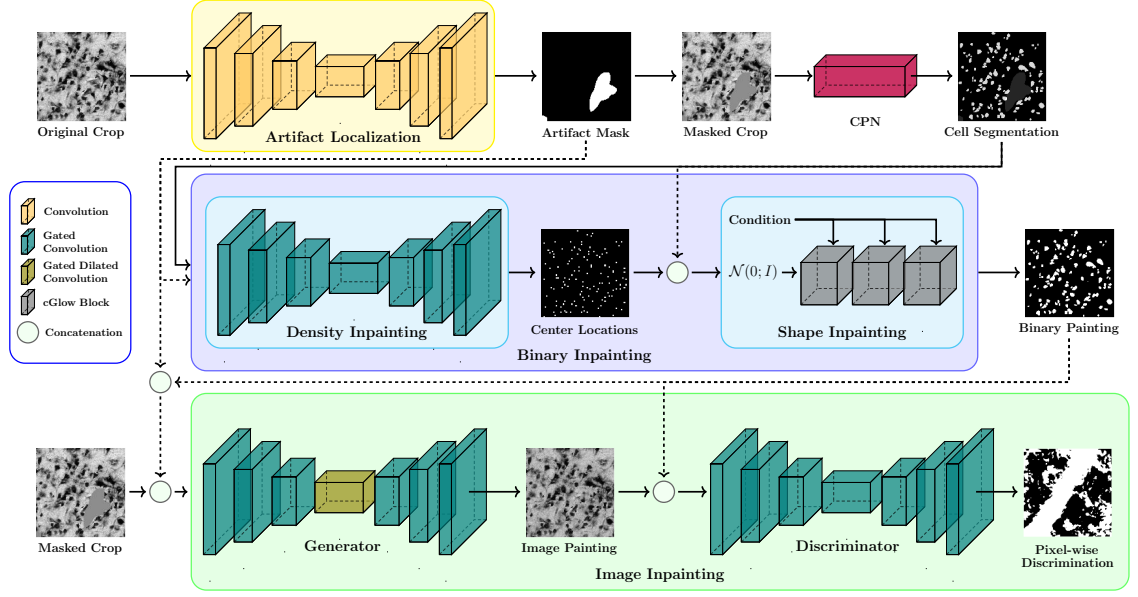 Original Crop
Artifact Localization
Artifact Mask
Masked Crop
CPN
Cell Segmentation
Convolution
Gated
Convolution
Gated Dilated
Convolution
cGlow Block
Concatenation
Density Inpainting
Center Locations
Condition
𝒩(0; I)
Shape Inpainting
Binary Inpainting
Binary Painting
Masked Crop
Generator
Image Painting
Discriminator
Pixel-wise
Discrimination
Image Inpainting